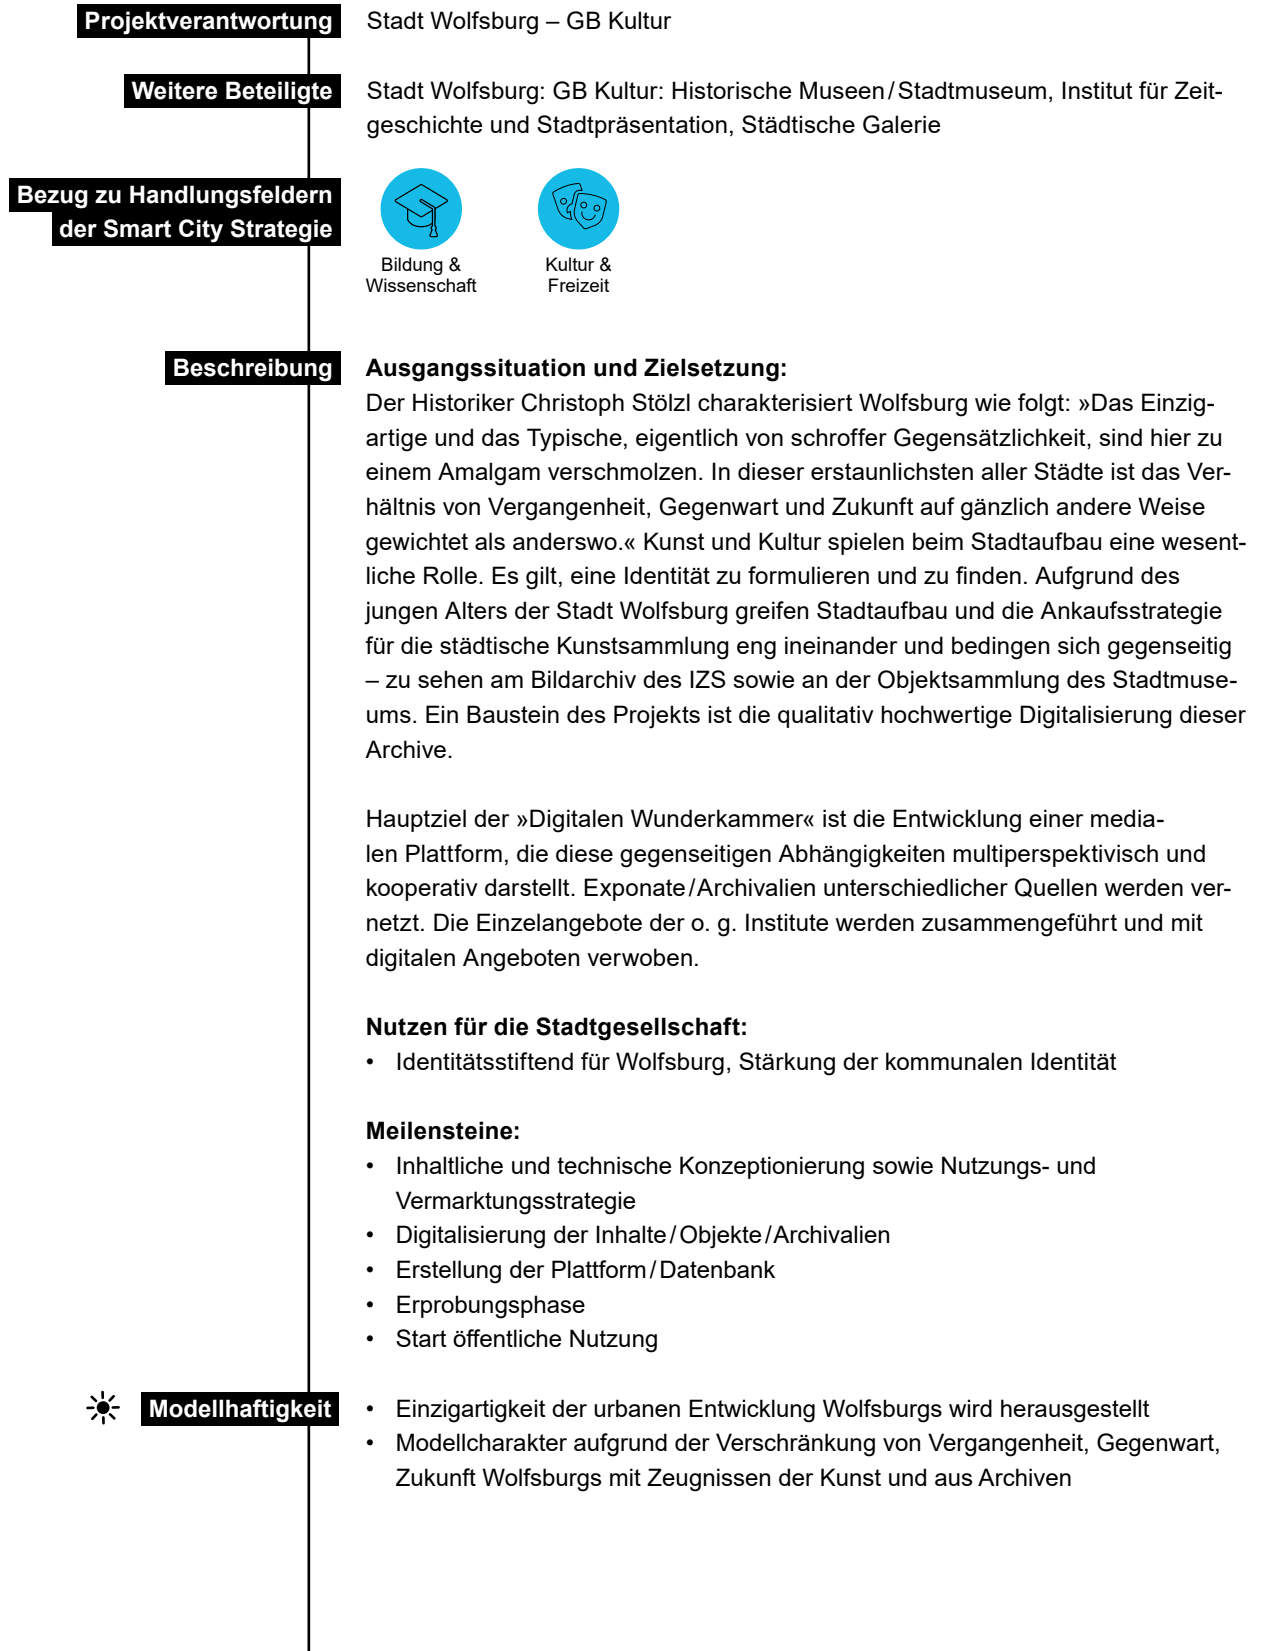 Projektverantwortung
Stadt Wolfsburg – GB Kultur
Weitere Beteiligte
Stadt Wolfsburg: GB Kultur: Historische Museen/Stadtmuseum, Institut für Zeit-
geschichte und Stadtpräsentation, Städtische Galerie
Bezug zu Handlungsfeldern
der Smart City Strategie
Bildung &
Wissenschaft
Kultur &
Freizeit
Beschreibung
Ausgangssituation und Zielsetzung:
Der Historiker Christoph Stölzl charakterisiert Wolfsburg wie folgt: »Das Einzig-
artige und das Typische, eigentlich von schroffer Gegensätzlichkeit, sind hier zu
einem Amalgam verschmolzen. In dieser erstaunlichsten aller Städte ist das Ver-
hältnis von Vergangenheit, Gegenwart und Zukunft auf gänzlich andere Weise
gewichtet als anderswo.« Kunst und Kultur spielen beim Stadtaufbau eine wesent-
liche Rolle. Es gilt, eine Identität zu formulieren und zu finden. Aufgrund des
jungen Alters der Stadt Wolfsburg greifen Stadtaufbau und die Ankaufsstrategie
für die städtische Kunstsammlung eng ineinander und bedingen sich gegenseitig
– zu sehen am Bildarchiv des IZS sowie an der Objektsammlung des Stadtmuse-
ums. Ein Baustein des Projekts ist die qualitativ hochwertige Digitalisierung dieser
Archive.
Hauptziel der »Digitalen Wunderkammer« ist die Entwicklung einer media-
len Plattform, die diese gegenseitigen Abhängigkeiten multiperspektivisch und
kooperativ darstellt. Exponate/Archivalien unterschiedlicher Quellen werden ver-
netzt. Die Einzelangebote der o. g. Institute werden zusammengeführt und mit
digitalen Angeboten verwoben.
Nutzen für die Stadtgesellschaft:
• Identitätsstiftend für Wolfsburg, Stärkung der kommunalen Identität
Meilensteine:
• Inhaltliche und technische Konzeptionierung sowie Nutzungs- und
Vermarktungsstrategie
• Digitalisierung der Inhalte/Objekte/Archivalien
• Erstellung der Plattform/Datenbank
• Erprobungsphase
• Start öffentliche Nutzung
Modellhaftigkeit
• Einzigartigkeit der urbanen Entwicklung Wolfsburgs wird herausgestellt
• Modellcharakter aufgrund der Verschränkung von Vergangenheit, Gegenwart,
Zukunft Wolfsburgs mit Zeugnissen der Kunst und aus Archiven